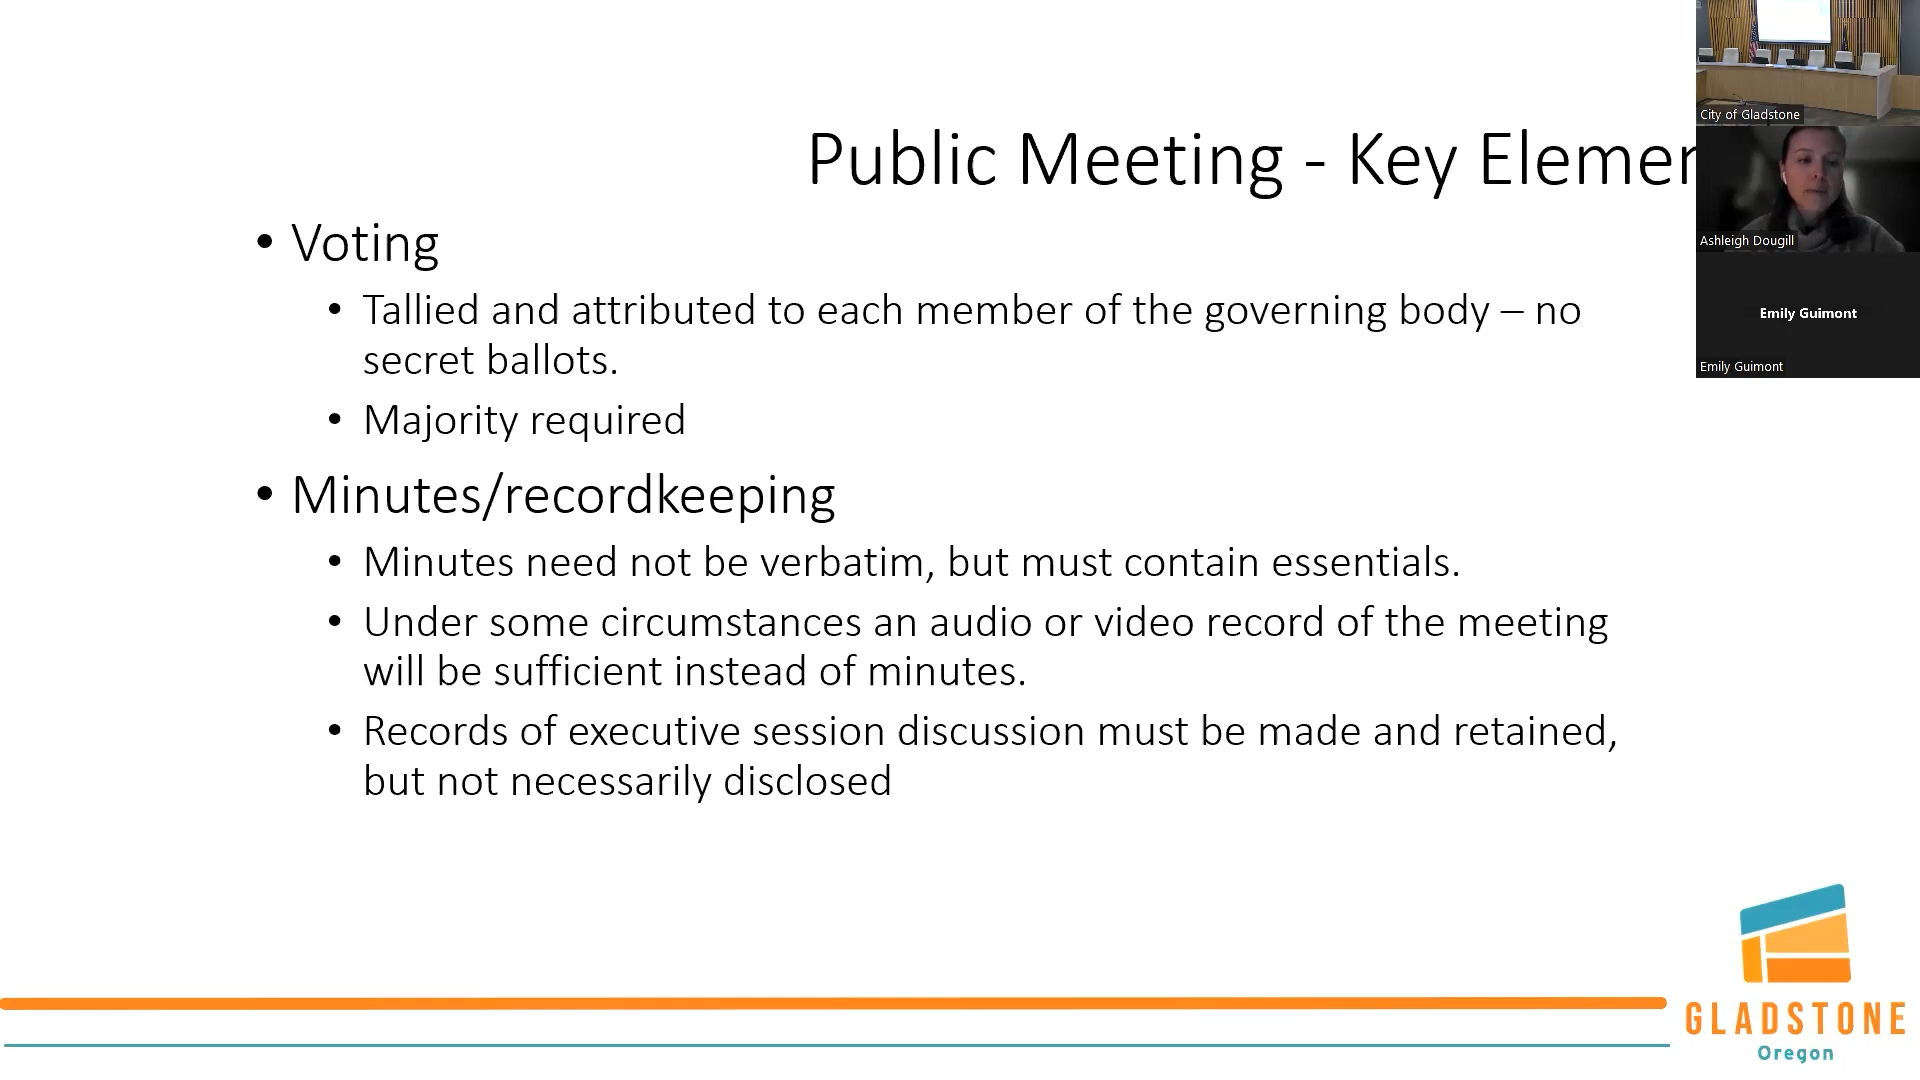 Public Meeting - Key Elemen
• Voting
• Tallied and attributed to each member of the governing body – no
secret ballots.
• Majority required
• Minutes/recordkeeping
• Minutes need not be verbatim, but must contain essentials.
• Under some circumstances an audio or video record of the meeting
will be sufficient instead of minutes.
• Records of executive session discussion must be made and retained,
but not necessarily disclosed
City of Gladstone
Ashleigh Dougill
Emily Guimont
Emily Guimont
GLADSTONE
Oregon